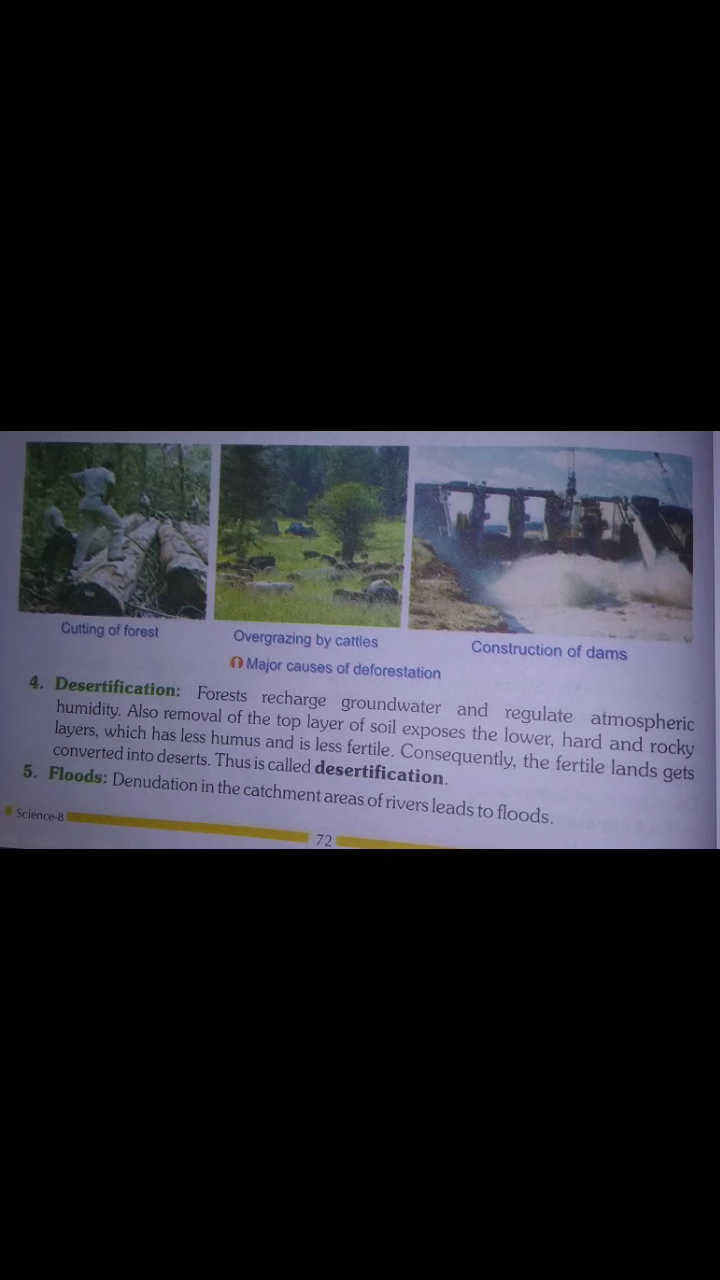 Cutting of forest
Overgrazing by cattles
Construction of dams
Major causes of deforestation
4. Desertification: Forests recharge groundwater and regulate atmospheric
humidity. Also removal of the top layer of soil exposes the lower, hard and rocky
layers, which has less humus and is less fertile. Consequently, the fertile lands gets
converted into deserts. Thus is called desertification.
5. Floods: Denudation in the catchment areas of rivers leads to floods.
Science-8
72